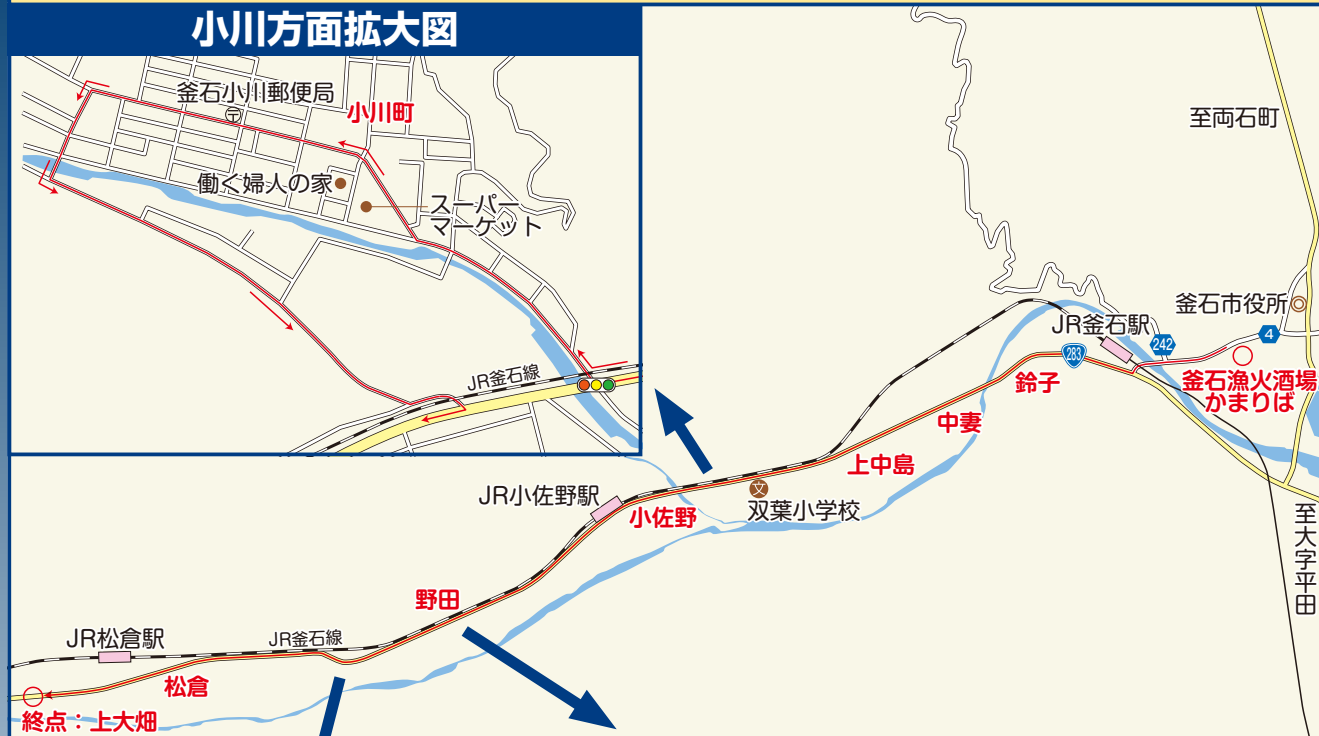 小川方面拡大図
釜石小川郵便局
〒
小川町
働く婦人の家
スーパー
マーケット
JR釜石線
至両石町
釜石市役所
JR釜石駅
242
4
283
鈴子
釜石漁火酒場
かまりば
中妻
上中島
JR小佐野駅
小佐野
文
双葉小学校
至大字平田
野田
JR松倉駅
JR釜石線
松倉
終点：上大畑